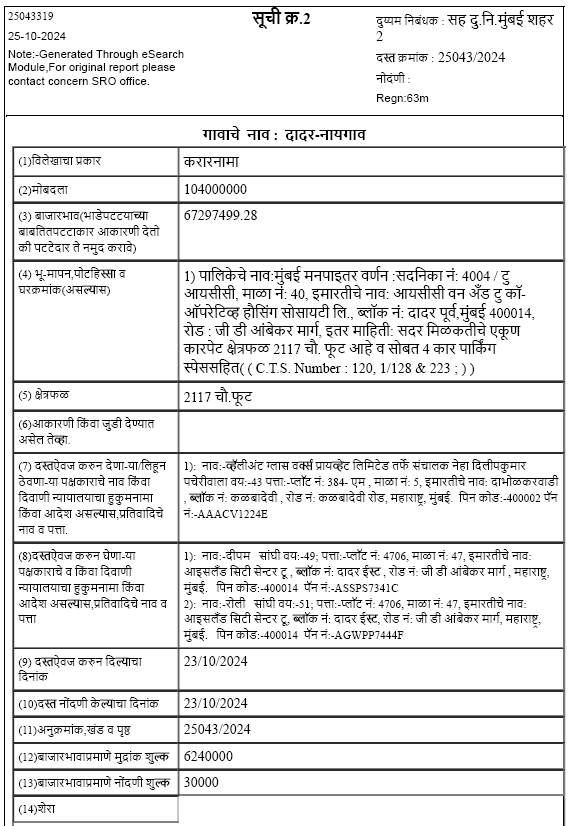 25043319
25-10-2024
Note:-Generated Through eSearch
Module,For original report please
contact concern SRO office.
सूची क्र.2
दुय्यम निबंधक : सह दु.नि.मुंबई शहर
2
दस्त क्रमांक : 25043/2024
नोदंणी :
Regn:63m
गावाचे नाव : दादर-नायगाव
(1)विलेखाचा प्रकार
करारनामा
(2)मोबदला
104000000
(3) बाजारभाव(भाडेपटटयाच्या
बाबतितपटटाकार आकारणी देतो
की पटटेदार ते नमुद करावे)
67297499.28
(4) भू-मापन,पोटहिस्सा व
घरक्रमांक(असल्यास)
1) पालिकेचे नाव:मुंबई मनपाइतर वर्णन :सदनिका नं: 4004 / टु
आयसीसी, माळा नं: 40, इमारतीचे नाव: आयसीसी वन अँड टु कॉ-
ऑपरेटिव्ह हौसिंग सोसायटी लि., ब्लॉक नं: दादर पूर्व,मुंबई 400014,
रोड : जी डी आंबेकर मार्ग, इतर माहिती: सदर मिळकतीचे एकूण
कारपेट क्षेत्रफळ 2117 चौ. फूट आहे व सोबत 4 कार पार्किंग
स्पेससहित( ( C.T.S. Number : 120, 1/128 & 223 ; ) )
(5) क्षेत्रफळ
2117 चौ.फूट
(6)आकारणी किंवा जुडी देण्यात
असेल तेव्हा.
(7) दस्तऐवज करुन देणा-या/लिहून
ठेवणा-या पक्षकाराचे नाव किंवा
दिवाणी न्यायालयाचा हुकुमनामा
किंवा आदेश असल्यास,प्रतिवादिचे
नाव व पत्ता.
1): नाव:-व्हॅलीअंट ग्लास वर्क्स प्रायव्हेट लिमिटेड तर्फे संचालक नेहा दिलीपकुमार
पचेरीवाला वय:-43 पत्ता:-प्लॉट नं: 384- एम , माळा नं: 5, इमारतीचे नाव: दाभोळकरवाडी
, ब्लॉक नं: कळबादेवी , रोड नं: कळबादेवी रोड, महाराष्ट्र, मुंबई. पिन कोड:-400002 पॅन
नं:-AAACV1224E
(8)दस्तऐवज करुन घेणा-या
पक्षकाराचे व किंवा दिवाणी
न्यायालयाचा हुकुमनामा किंवा
आदेश असल्यास,प्रतिवादिचे नाव व
पत्ता
1): नाव:-दीपम सांघी वय:-49; पत्ता:-प्लॉट नं: 4706, माळा नं: 47, इमारतीचे नाव:
आइसलँड सिटी सेन्टर टू , ब्लॉक नं: दादर ईस्ट , रोड नं: जी डी आंबेकर मार्ग , महाराष्ट्र,
मुंबई. पिन कोड:-400014 पॅन नं:-ASSPS7341C
2): नाव:-रोली सांघी वय:-51; पत्ता:-प्लॉट नं: 4706, माळा नं: 47, इमारतीचे नाव:
आइसलँड सिटी सेन्टर टू, ब्लॉक नं: दादर ईस्ट, रोड नं: जी डी आंबेकर मार्ग, महाराष्ट्र,
मुंबई. पिन कोड:-400014 पॅन नं:-AGWPP7444F
(9) दस्तऐवज करुन दिल्याचा
दिनांक
23/10/2024
(10)दस्त नोंदणी केल्याचा दिनांक
23/10/2024
(11)अनुक्रमांक,खंड व पृष्ठ
25043/2024
(12)बाजारभावाप्रमाणे मुद्रांक शुल्क
6240000
(13)बाजारभावाप्रमाणे नोंदणी शुल्क
30000
(14)शेरा